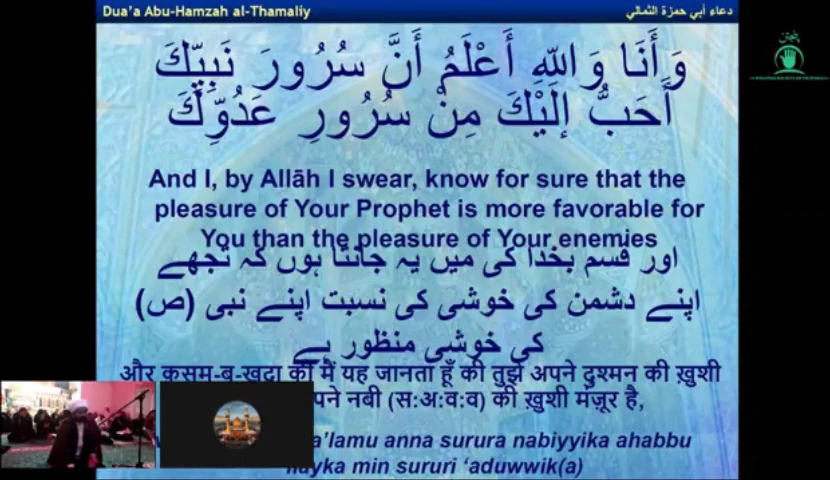 Dua'a Abu-Hamzah al-Thamaliy
دعاء أبي حمزة الثمالي
وَ أَنَا وَ اللَّهِ أَعْلَمُ أَنَّ سُرُورَ نَبِيِّكَ
أَحَبُّ إِلَيْكَ مِنْ سُرُورِ عَدُوِّكَ
And I, by Allāh I swear, know for sure that the
pleasure of Your Prophet is more favorable for
You than the pleasure of Your enemies
اور قسم بخدا کی میں یہ جانتا ہوں کہ تجھے
اپنے دشمن کی خوشی کی نسبت اپنے نبی (ص)
کی خوشی منظور ہے
और क़सम-ब-ख़ुदा की मैं यह जानता हूँ की तुझे अपने दुश्मन की ख़ुशी
पने नबी (स:अ:व:व) की ख़ुशी मंज़ूर है,
a'lamu anna surura nabiyyika ahabbu
ilayka min sururi 'aduwwik(a)